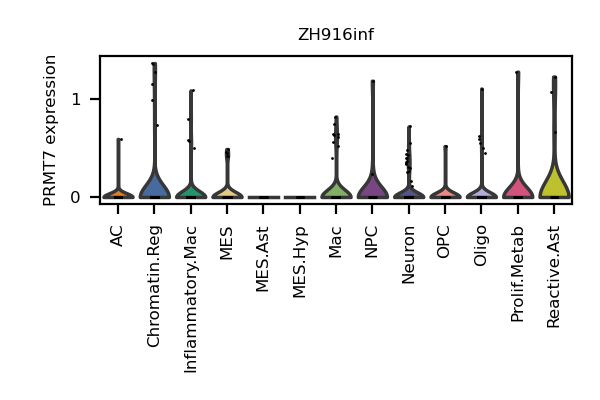 ZH916inf
PRMT7 expression
1
0
AC
Chromatin.Reg
Inflammatory.Mac
MES
MES.Ast
MES.Hyp
Mac
NPC
Neuron
OPC
Oligo
Prolif.Metab
Reactive.Ast